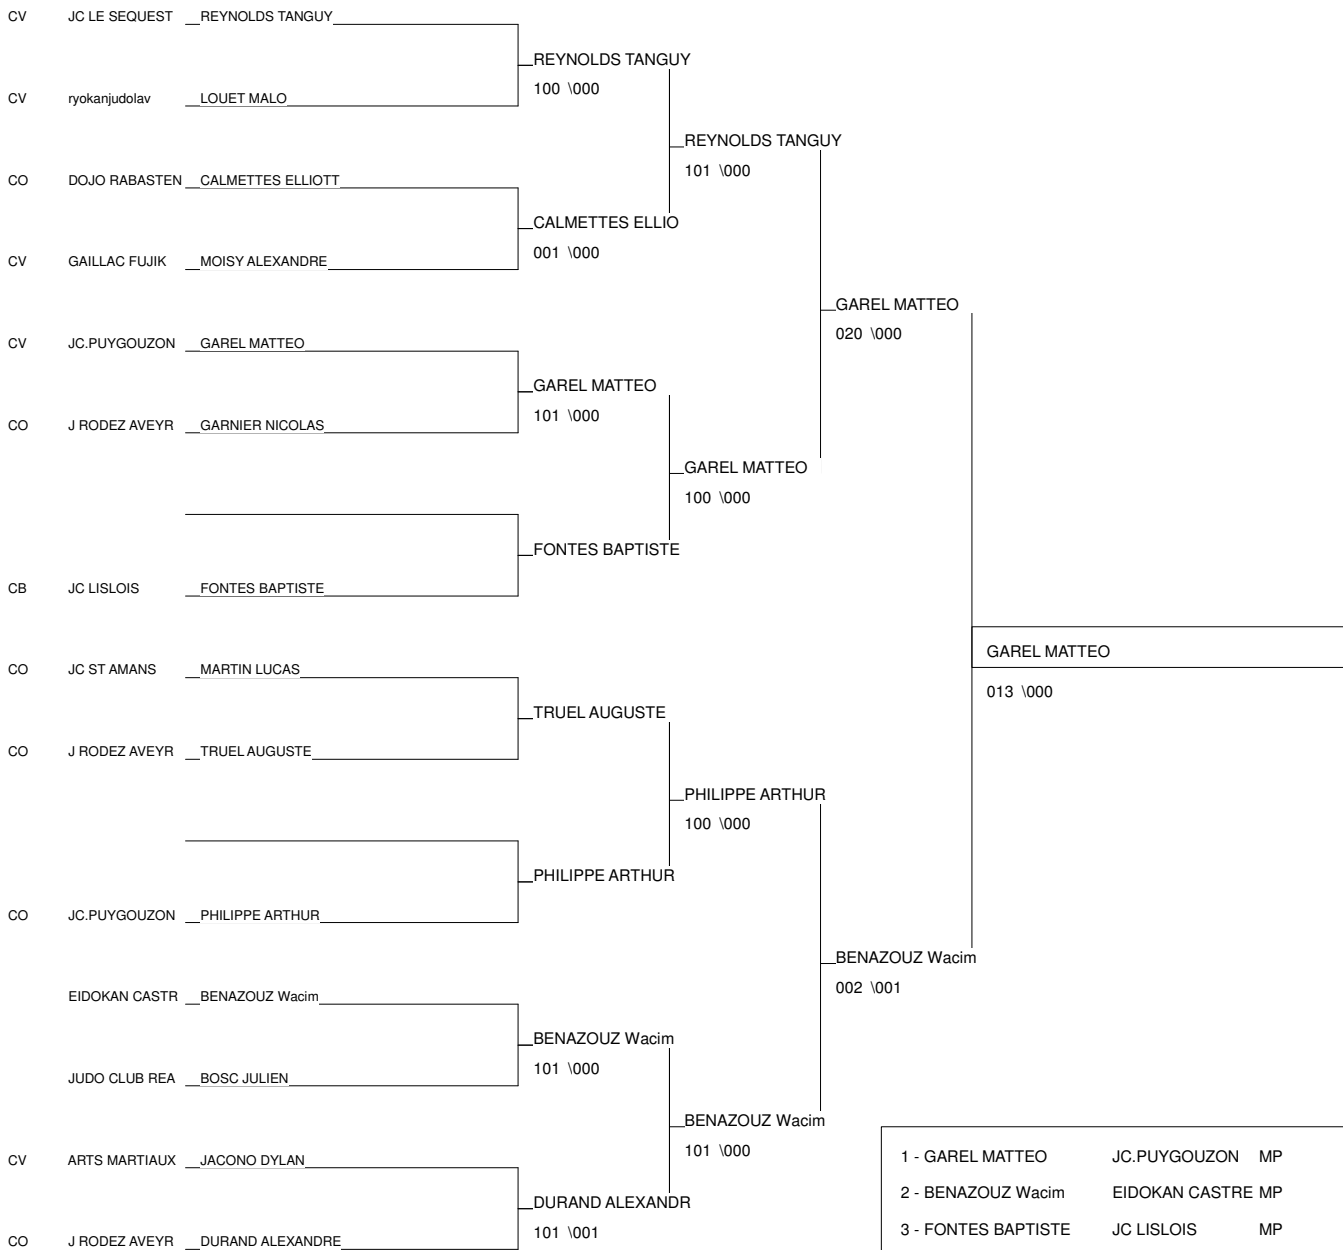 CV JC LE SEQUEST REYNOLDS TANGUY
REYNOLDS TANGUY
100 \000
CV ryokanjudolav LOUET MALO
REYNOLDS TANGUY
101 \000
CO DOJO RABASTEN CALMETTES ELLIOTT
CALMETTES ELLIO
001 \000
CV GAILLAC FUJIK MOISY ALEXANDRE
GAREL MATTEO
020 \000
CV JC.PUYGOUZON GAREL MATTEO
GAREL MATTEO
101 \000
CO J RODEZ AVEYR GARNIER NICOLAS
GAREL MATTEO
100 \000
FONTES BAPTISTE
CB JC LISLOIS FONTES BAPTISTE
GAREL MATTEO
013 \000
CO JC ST AMANS MARTIN LUCAS
TRUEL AUGUSTE
CO J RODEZ AVEYR TRUEL AUGUSTE
PHILIPPE ARTHUR
100 \000
PHILIPPE ARTHUR
CO JC.PUYGOUZON PHILIPPE ARTHUR
BENAZOUZ Wacim
002 \001
EIDOKAN CASTR BENAZOUZ Wacim
BENAZOUZ Wacim
101 \000
JUDO CLUB REA BOSC JULIEN
BENAZOUZ Wacim
101 \000
CV ARTS MARTIAUX JACONO DYLAN
DURAND ALEXANDR
101 \001
CO J RODEZ AVEYR DURAND ALEXANDRE
1 - GAREL MATTEO JC.PUYGOUZON MP
2 - BENAZOUZ Wacim EIDOKAN CASTRE MP
3 - FONTES BAPTISTE JC LISLOIS MP